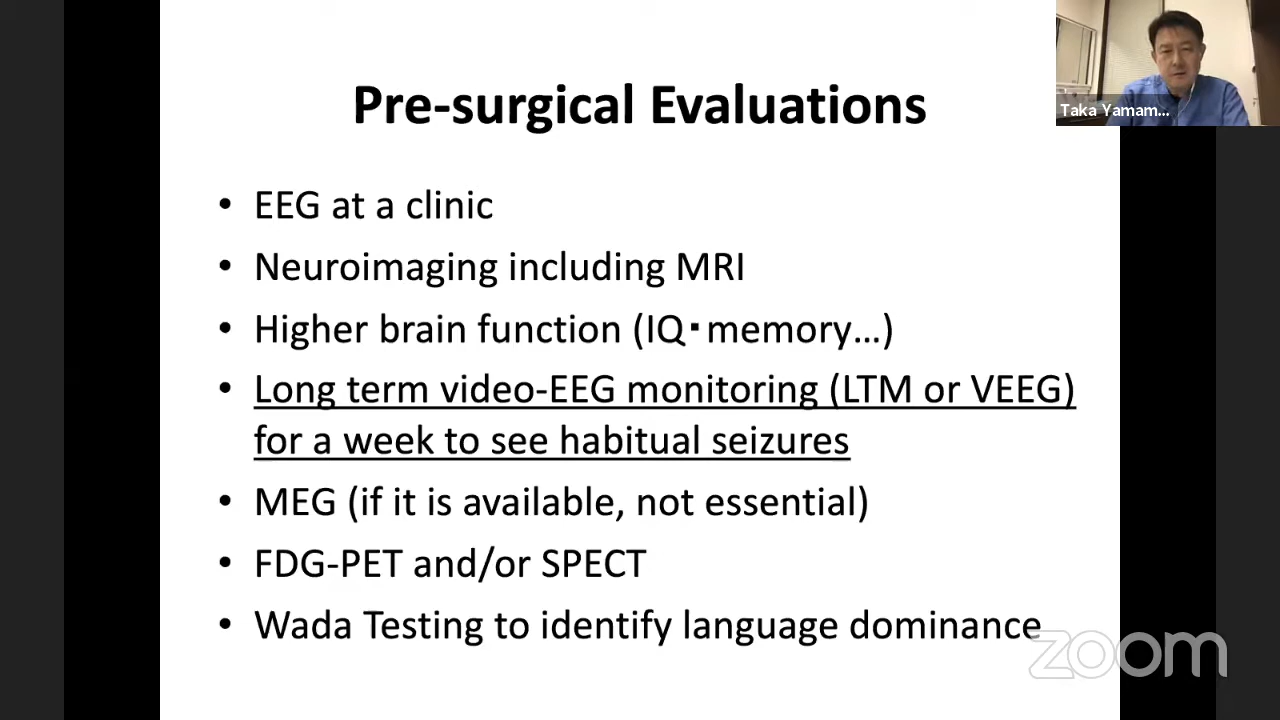 Pre-surgical Evaluations
Taka Yamam...
• EEG at a clinic
• Neuroimaging including MRI
• Higher brain function (IQ･memory…)
• Long term video-EEG monitoring (LTM or VEEG)
for a week to see habitual seizures
• MEG (if it is available, not essential)
• FDG-PET and/or SPECT
• Wada Testing to identify language dominance
zoom